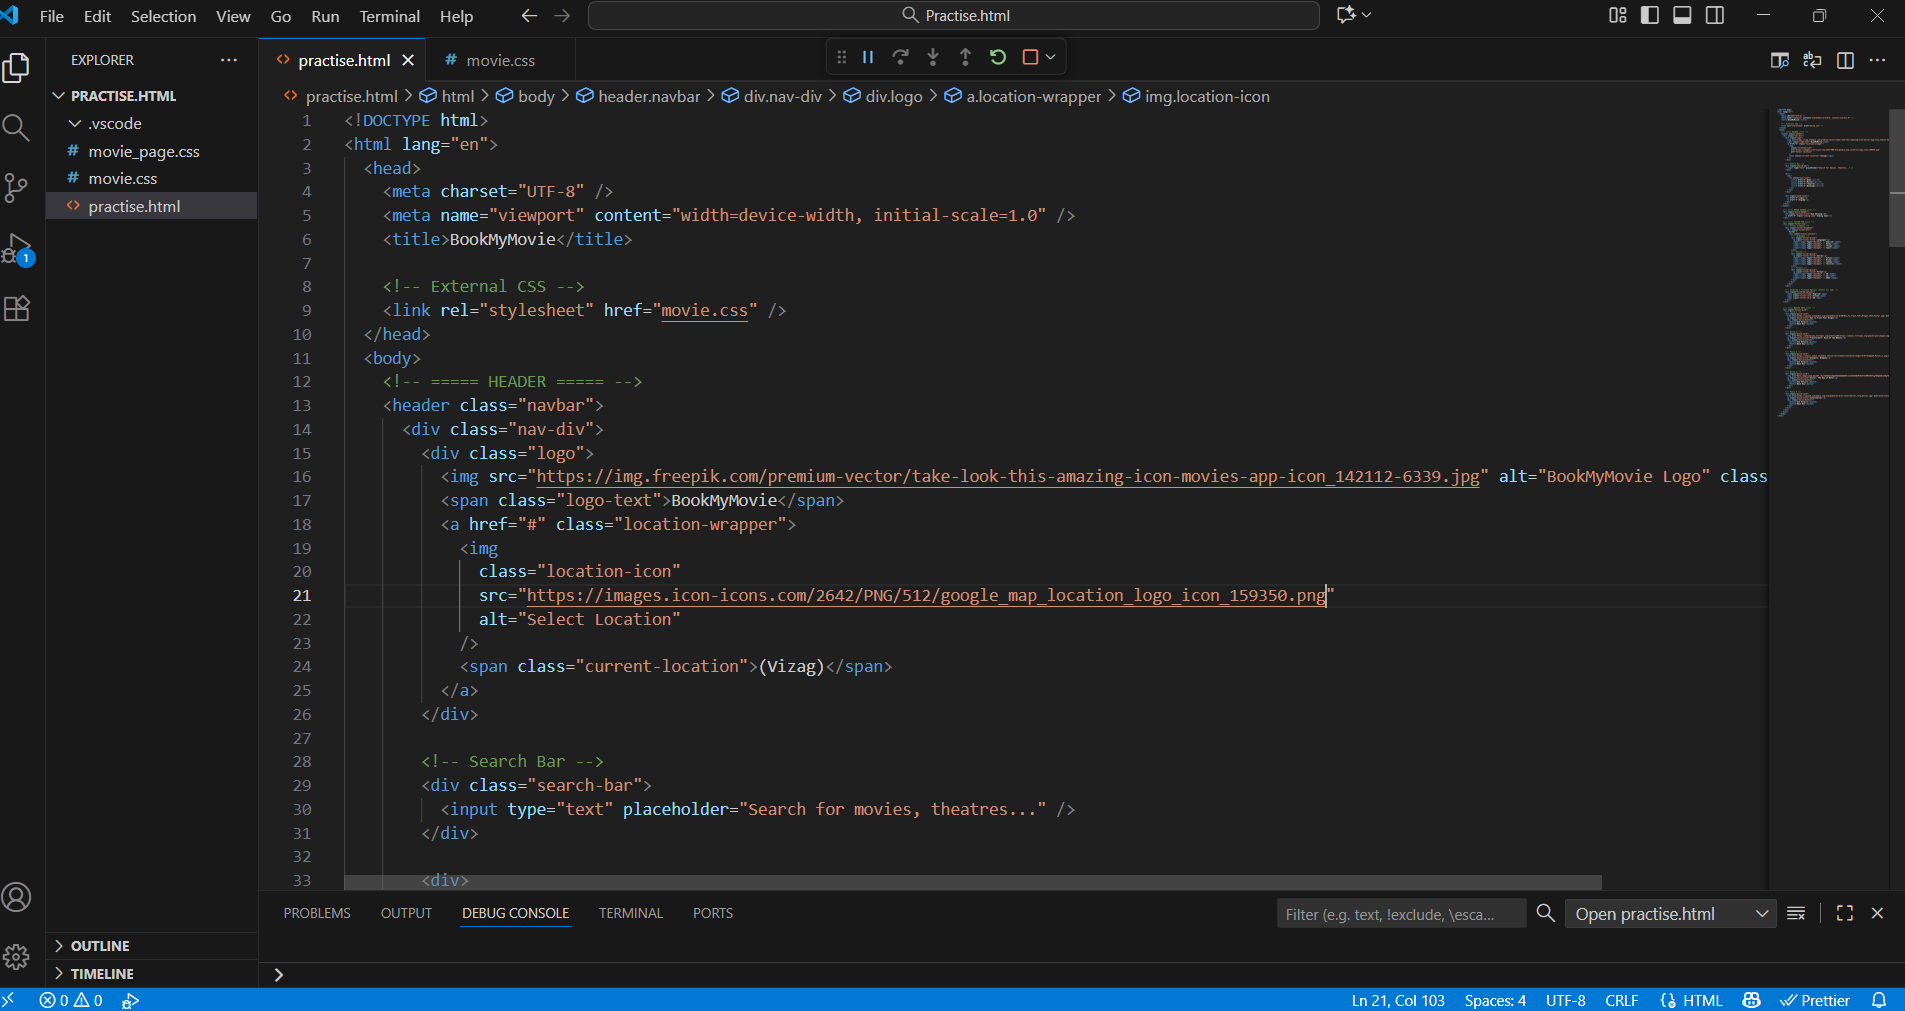 File Edit Selection View Go Run Terminal Help
Practise.html
EXPLORER
PRACTISE.HTML
.vscode
# movie_page.css
# movie.css
<> practise.html
1
OUTLINE
TIMELINE
<> practise.html
# movie.css
<> practise.html > html > body > header.navbar > div.nav-div > div.logo > a.location-wrapper > img.location-icon
1 <!DOCTYPE html>
2 <html lang="en">
3 <head>
4 <meta charset="UTF-8" />
5 <meta name="viewport" content="width=device-width, initial-scale=1.0" />
6 <title>BookMyMovie</title>
7
8 <!-- External CSS -->
9 <link rel="stylesheet" href="movie.css" />
10 </head>
11 <body>
12 <!-- ===== HEADER ===== -->
13 <header class="navbar">
14 <div class="nav-div">
15 <div class="logo">
16 <img src="https://img.freepik.com/premium-vector/take-look-this-amazing-icon-movies-app-icon_142112-6339.jpg" alt="BookMyMovie Logo" class
17 <span class="logo-text">BookMyMovie</span>
18 <a href="#" class="location-wrapper">
19 <img
20 class="location-icon"
21 src="https://images.icon-icons.com/2642/PNG/512/google_map_location_logo_icon_159350.png"
22 alt="Select Location"
23 />
24 <span class="current-location">(Vizag)</span>
25 </a>
26 </div>
27
28 <!-- Search Bar -->
29 <div class="search-bar">
30 <input type="text" placeholder="Search for movies, theatres..." />
31 </div>
32
33 <div>
PROBLEMS OUTPUT DEBUG CONSOLE TERMINAL PORTS
Filter (e.g. text, !exclude, \esca...
Open practise.html
0 0
Ln 21, Col 103 Spaces: 4 UTF-8 CRLF {} HTML Prettier